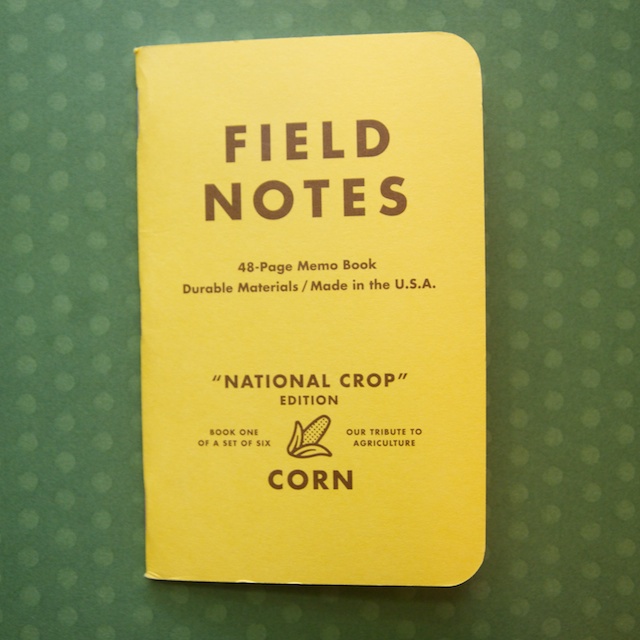 FIELD
NOTES
48-Page Memo Book
Durable Materials / Made in the U.S.A.
“NATIONAL CROP”
EDITION
BOOK ONE
OF A SET OF SIX
OUR TRIBUTE TO
AGRICULTURE
CORN